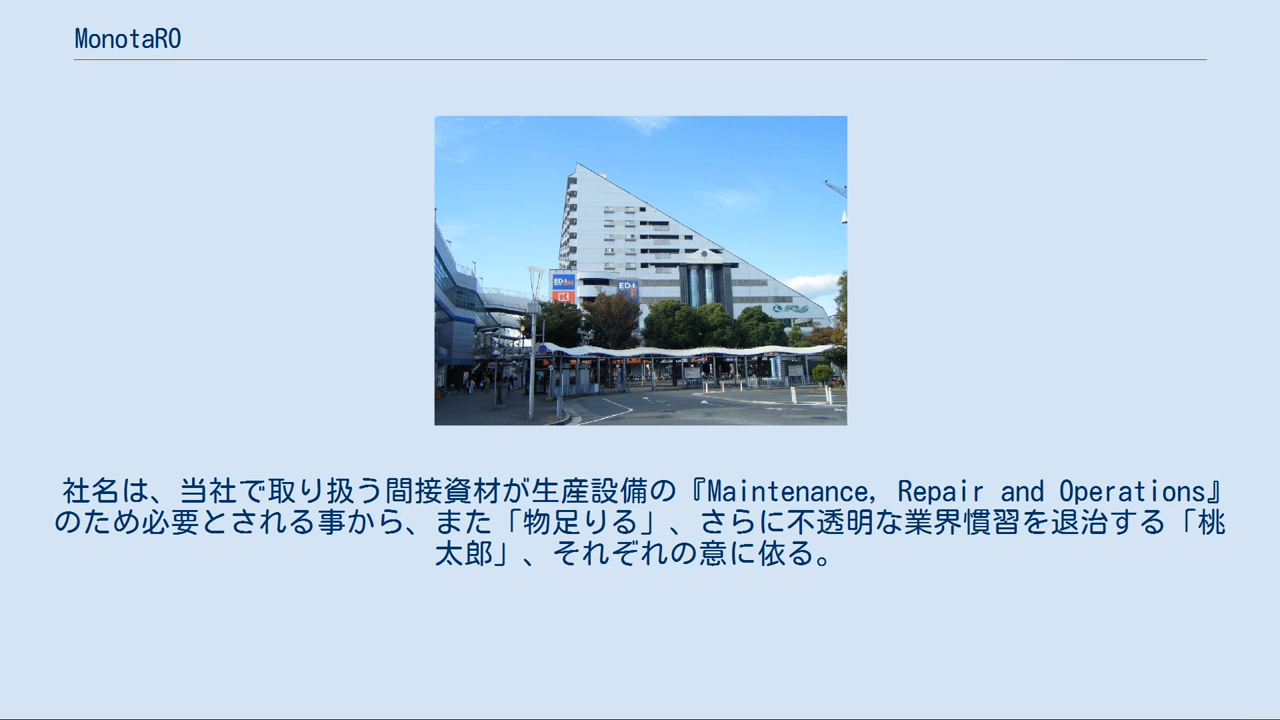 MonotaRO
社名は、当社で取り扱う間接資材が生産設備の『Maintenance, Repair and Operations』
のため必要とされる事から、また「物足りる」、さらに不透明な業界慣習を退治する「桃
太郎」、それぞれの意に依る。